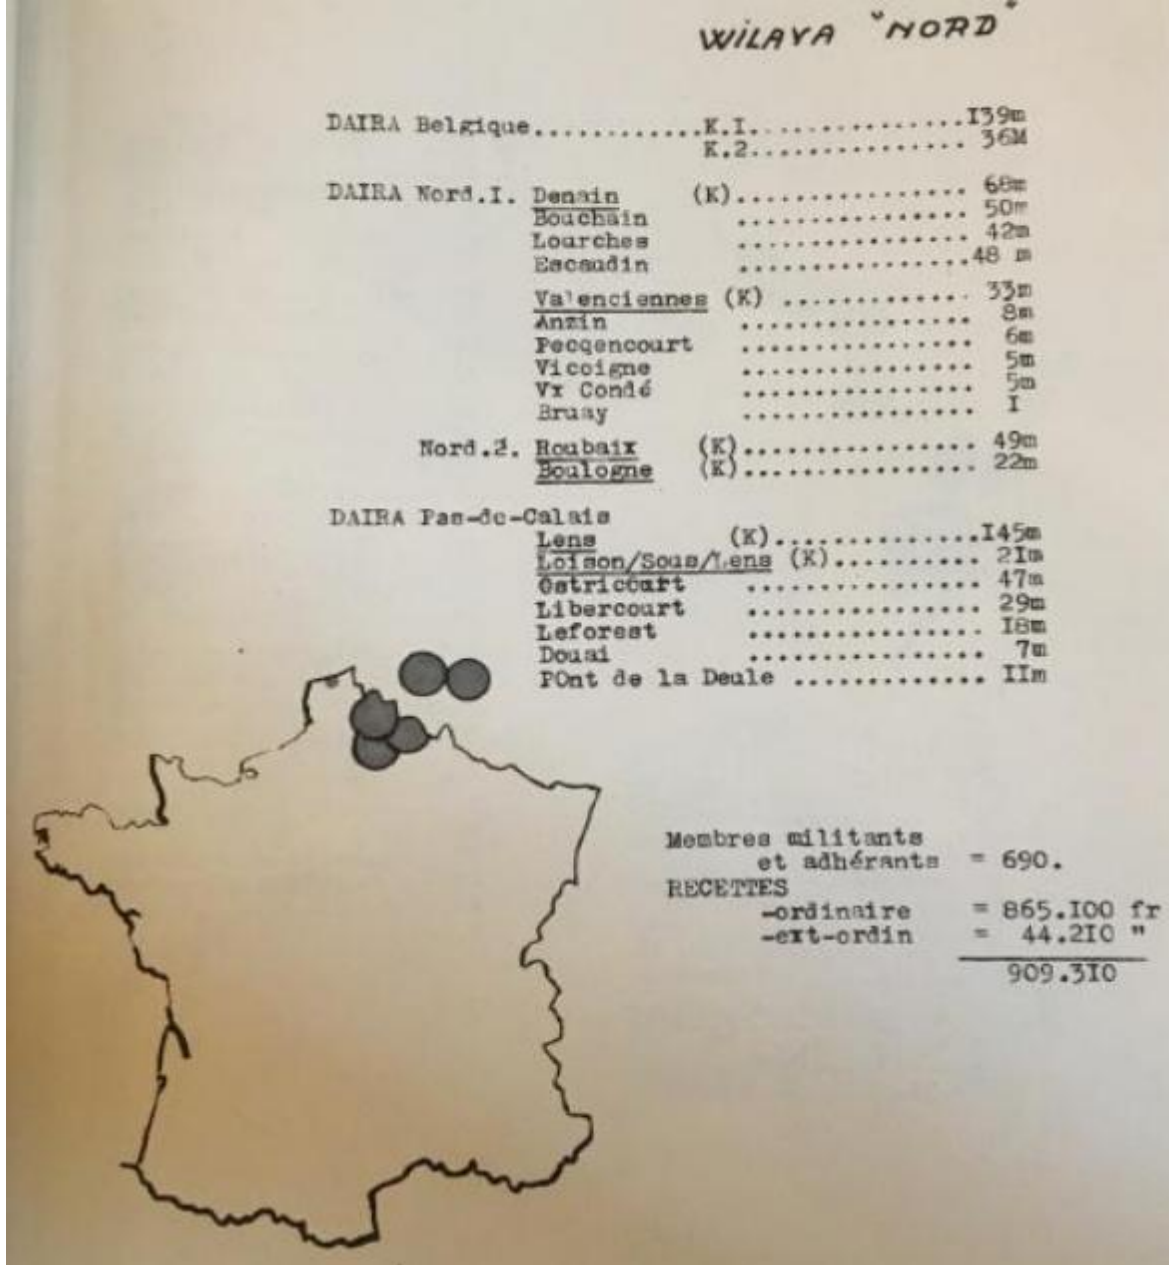 WILAYA "NORD"
DAIRA Belgique............K.I................I39m
K.2................ 36M
DAIRA Nord.I. Denain (K)................ 68m
Bouchain ................ 50m
Lourches ................ 42m
Escaudin ................48 m
Valenciennes (K) ............. 33m
Anzin ................ 8m
Pecqencourt ................ 6m
Vicoigne ................ 5m
Vx Condé ................ 5m
Bruay ................ I
Nord.2. Roubaix (K)................ 49m
Boulogne (K)................ 22m
DAIRA Pas-de-Calais
Lens (K)..............I45m
Loison/Sous/Lens (K)........... 2Im
Ostricourt ................ 47m
Libercourt ................ 29m
Leforest ................ I8m
Douai ................ 7m
POnt de la Deule ............. IIm
Membres militants
et adhérants = 690.
RECETTES
-ordinaire = 865.I00 fr
-ext-ordin = 44.2I0 "
909.3I0